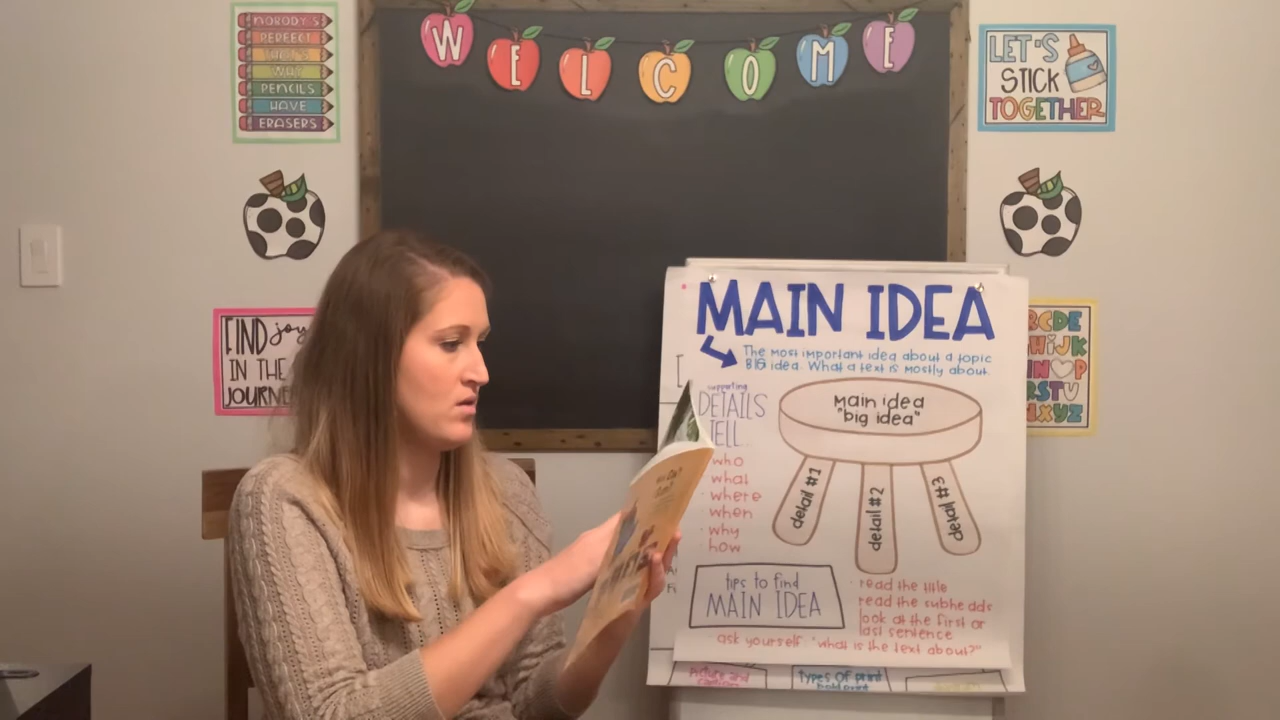 NOBODY'S
PERFECT
THAT'S
WHY
PENCILS
HAVE
ERASERS
WELCOME
LET'S
STICK
TOGETHER
FIND joy
IN THE
JOURNEY
MAIN IDEA
The most important idea about a topic
BIG idea. What a text is mostly about.
supporting
DETAILS
TELL
who
what
where
when
why
how
Main idea
"big idea"
detail #1
detail #2
detail #3
tips to find
MAIN IDEA
read the title
read the subheads
look at the first or
last sentence
ask yourself: "what is the text about?"
Types of print
bold print